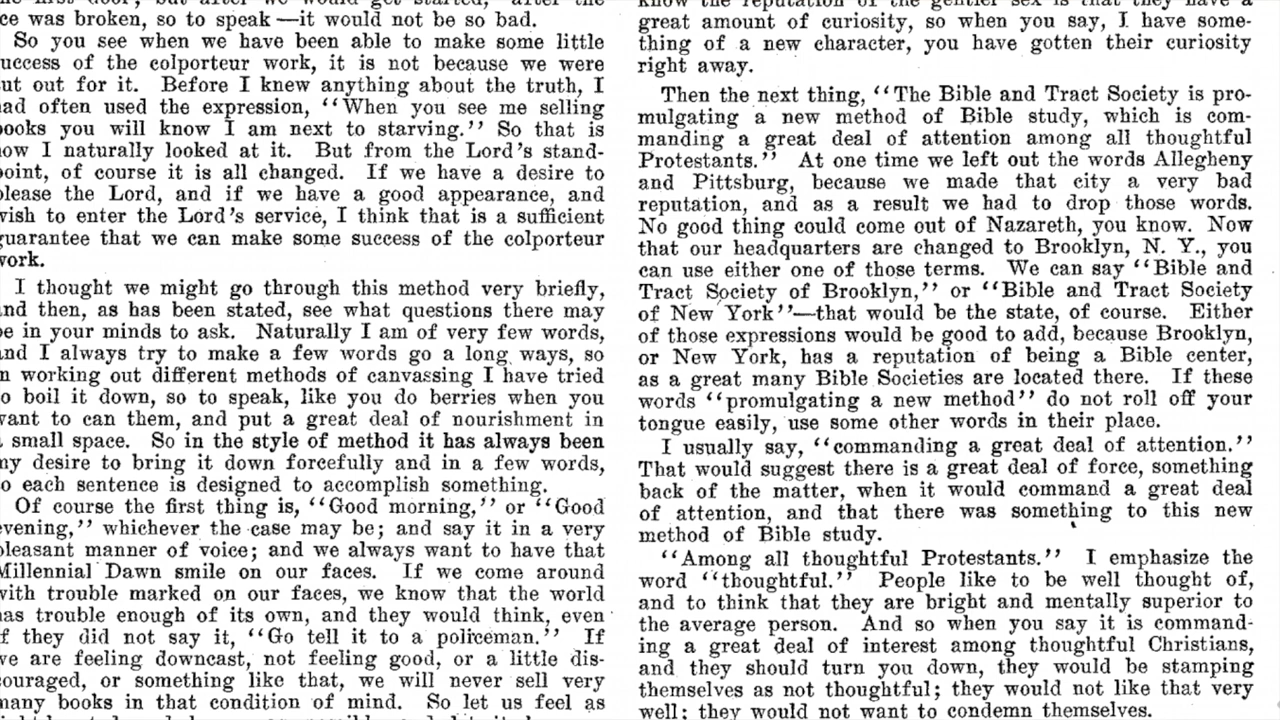 ce was broken, so to speak—it would not be so bad.
So you see when we have been able to make some little
uccess of the colporteur work, it is not because we were
ut out for it. Before I knew anything about the truth, I
ad often used the expression, "When you see me selling
ooks you will know I am next to starving." So that is
ow I naturally looked at it. But from the Lord's stand-
oint, of course it is all changed. If we have a desire to
lease the Lord, and if we have a good appearance, and
vish to enter the Lord's service, I think that is a sufficient
guarantee that we can make some success of the colporteur
work.
I thought we might go through this method very briefly,
nd then, as has been stated, see what questions there may
be in your minds to ask. Naturally I am of very few words,
and I always try to make a few words go a long ways, so
n working out different methods of canvassing I have tried
o boil it down, so to speak, like you do berries when you
vant to can them, and put a great deal of nourishment in
small space. So in the style of method it has always been
ny desire to bring it down forcefully and in a few words,
o each sentence is designed to accomplish something.
Of course the first thing is, "Good morning," or "Good
evening," whichever the case may be; and say it in a very
pleasant manner of voice; and we always want to have that
Millennial Dawn smile on our faces. If we come around
vith trouble marked on our faces, we know that the world
as trouble enough of its own, and they would think, even
f they did not say it, "Go tell it to a policeman." If
ve are feeling downcast, not feeling good, or a little dis-
couraged, or something like that, we will never sell very
nany books in that condition of mind. So let us feel as
know the reputation of the gentler sex is that they have a
great amount of curiosity, so when you say, I have some-
thing of a new character, you have gotten their curiosity
right away.
Then the next thing, "The Bible and Tract Society is pro-
mulgating a new method of Bible study, which is com-
manding a great deal of attention among all thoughtful
Protestants." At one time we left out the words Allegheny
and Pittsburg, because we made that city a very bad
reputation, and as a result we had to drop those words.
No good thing could come out of Nazareth, you know. Now
that our headquarters are changed to Brooklyn, N. Y., you
can use either one of those terms. We can say "Bible and
Tract Society of Brooklyn," or "Bible and Tract Society
of New York"—that would be the state, of course. Either
of those expressions would be good to add, because Brooklyn,
or New York, has a reputation of being a Bible center,
as a great many Bible Societies are located there. If these
words "promulgating a new method" do not roll off your
tongue easily, use some other words in their place.
I usually say, "commanding a great deal of attention."
That would suggest there is a great deal of force, something
back of the matter, when it would command a great deal
of attention, and that there was something to this new
method of Bible study.
"Among all thoughtful Protestants." I emphasize the
word "thoughtful." People like to be well thought of,
and to think that they are bright and mentally superior to
the average person. And so when you say it is command-
ing a great deal of interest among thoughtful Christians,
and they should turn you down, they would be stamping
themselves as not thoughtful; they would not like that very
well; they would not want to condemn themselves.